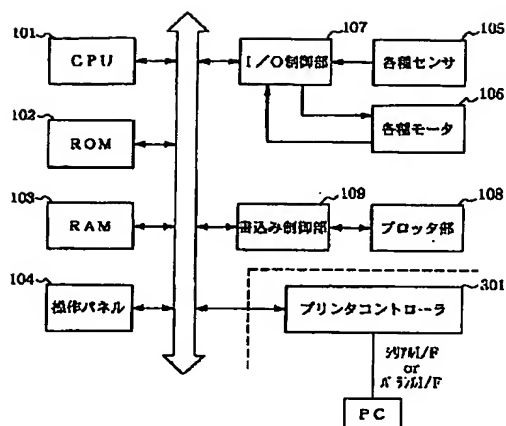 101
CPU
102
ROM
103
RAM
104
操作パネル
107
I/O制御部
105
各種センサ
106
各種モータ
109
書込み制御部
108
プロッタ部
301
プリンタコントローラ
シリアルI/F
or
パラレルI/F
PC